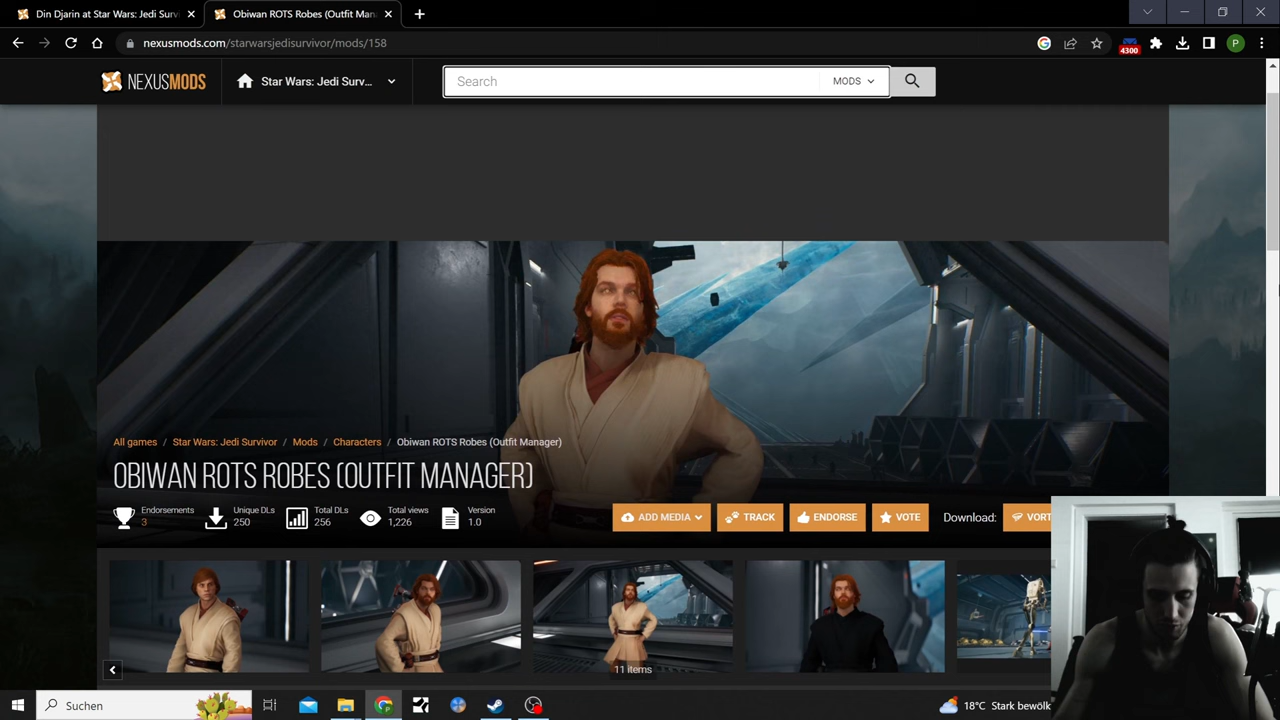 Din Djarin at Star Wars: Jedi Survi
Obiwan ROTS Robes (Outfit Man
nexusmods.com/starwarsjedisurvivor/mods/158
4300
P
NEXUSMODS
Star Wars: Jedi Surv...
Search
MODS
All games / Star Wars: Jedi Survivor / Mods / Characters / Obiwan ROTS Robes (Outfit Manager)
OBIWAN ROTS ROBES (OUTFIT MANAGER)
Endorsements
3
Unique DLs
250
Total DLs
256
Total views
1,226
Version
1.0
ADD MEDIA
TRACK
ENDORSE
VOTE
Download:
VORT
11 items
Suchen
18°C Stark bewölk